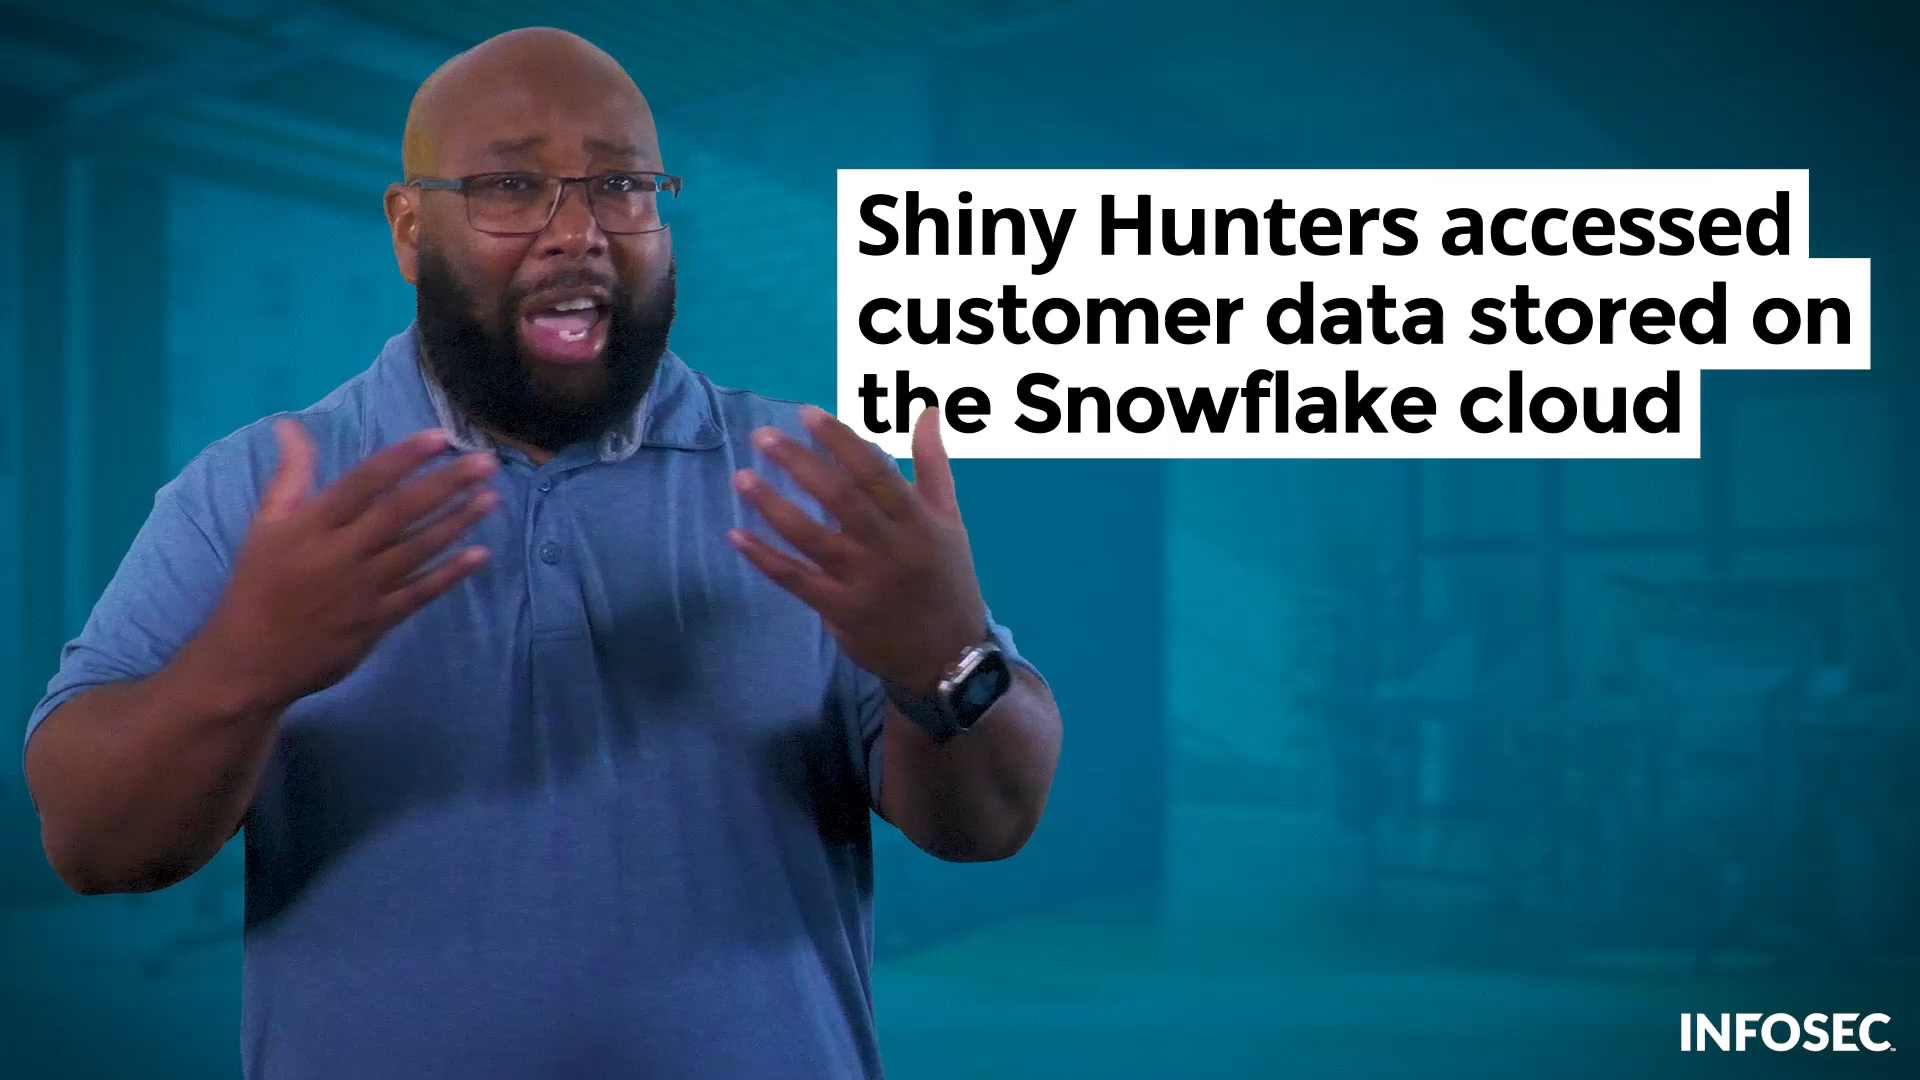 Shiny Hunters accessed
customer data stored on
the Snowflake cloud
INFOSEC